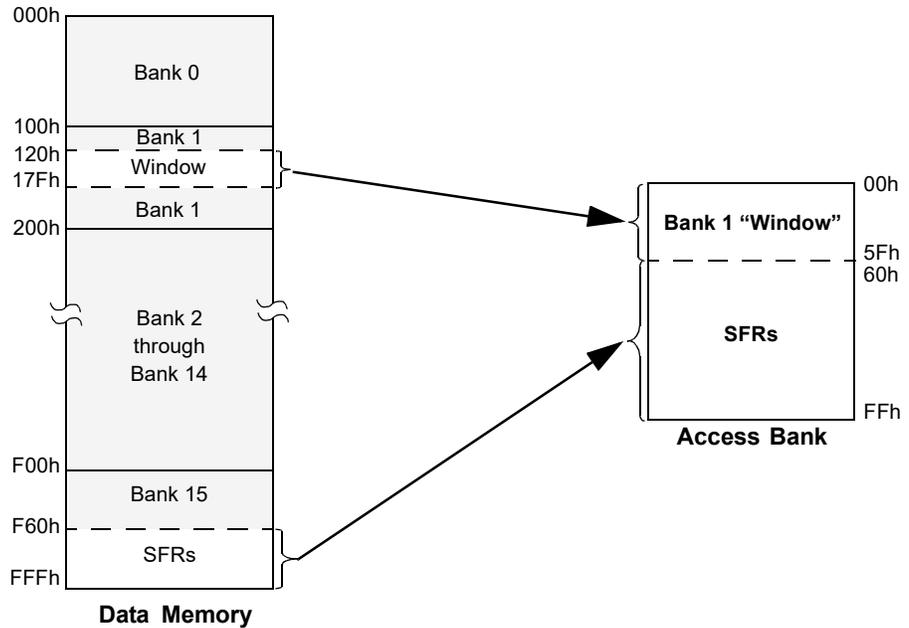 000h
Bank 0
100h
Bank 1
120h
Window
17Fh
Bank 1
200h
Bank 2
through
Bank 14
F00h
Bank 15
F60h
SFRs
FFFh
Data Memory
00h
Bank 1 “Window”
5Fh
60h
SFRs
FFh
Access Bank